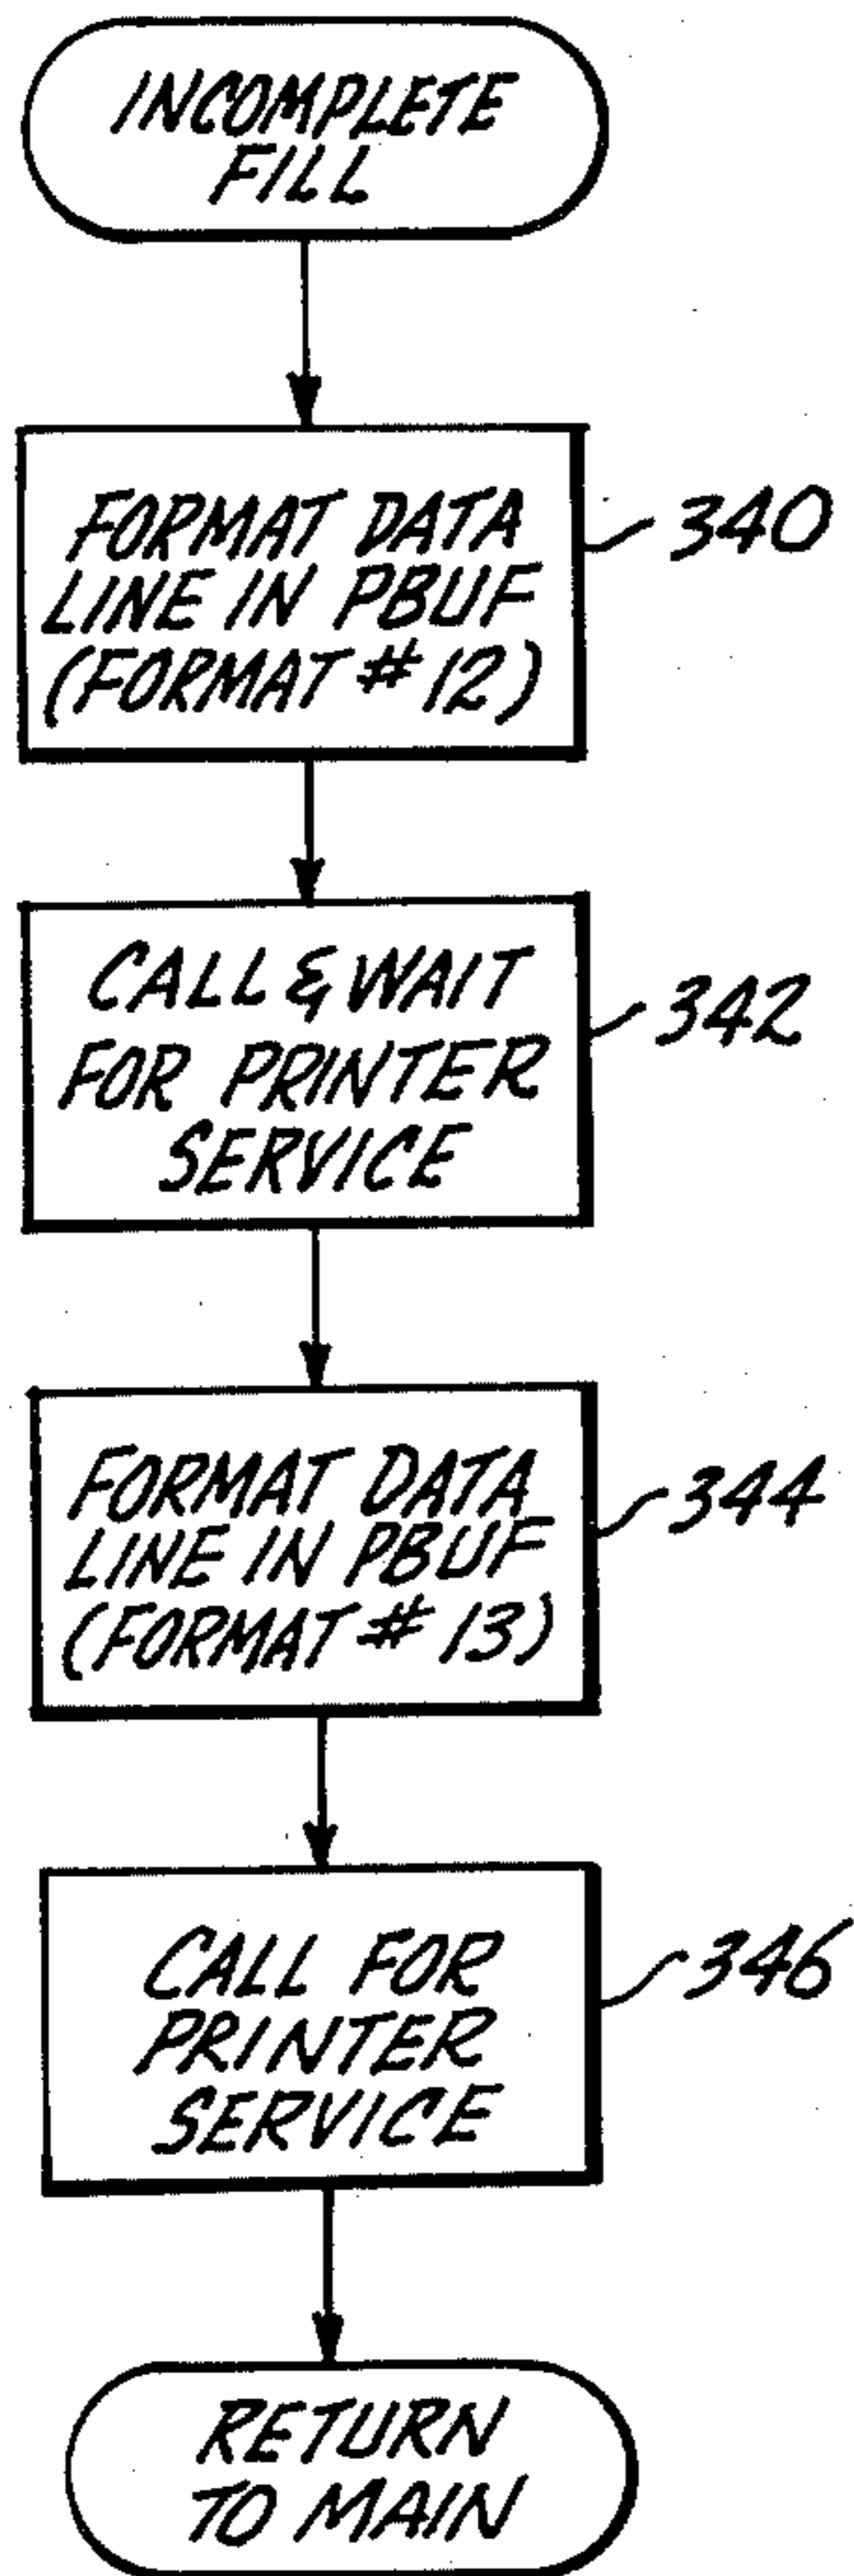 INCOMPLETE
FILL
FORMAT DATA
LINE IN PBUF
(FORMAT # 12)
340
CALL & WAIT
FOR PRINTER
SERVICE
342
FORMAT DATA
LINE IN PBUF
(FORMAT # 13)
344
CALL FOR
PRINTER
SERVICE
346
RETURN
TO MAIN